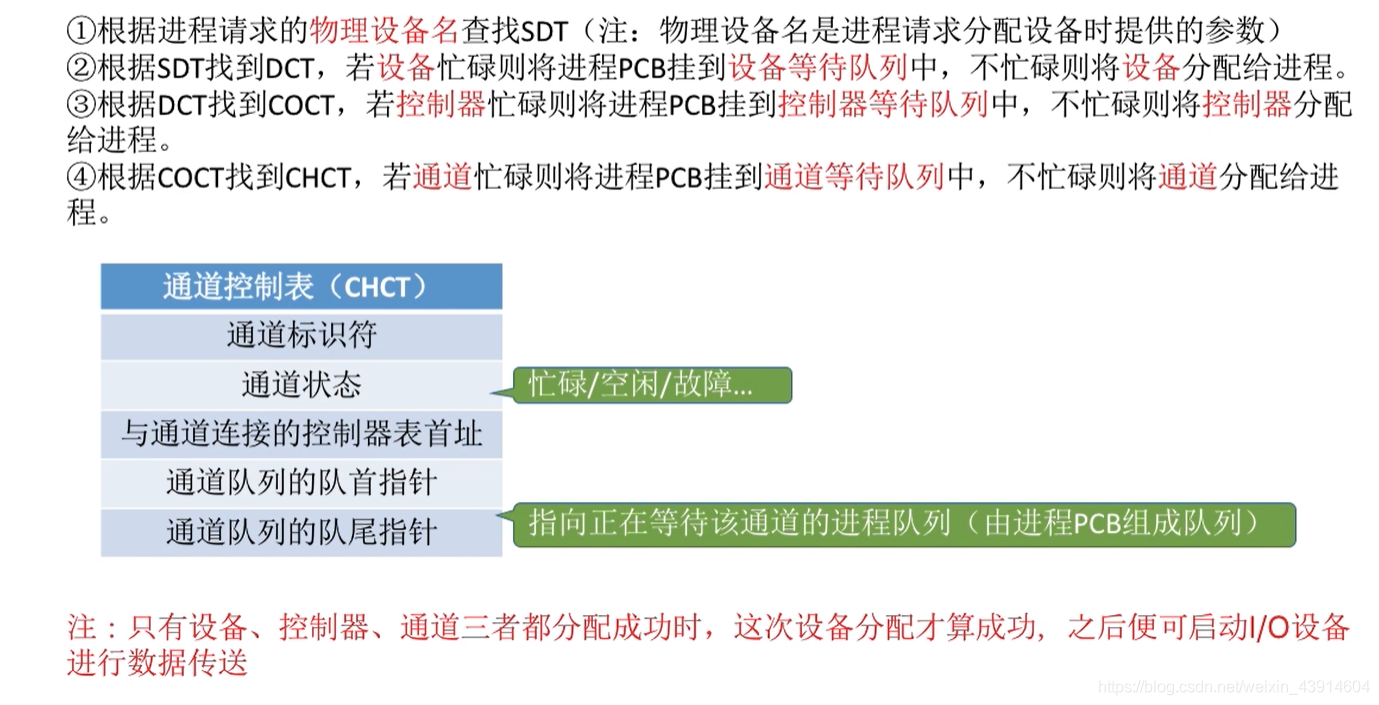 ①根据进程请求的物理设备名查找SDT（注：物理设备名是进程请求分配设备时提供的参数）
②根据SDT找到DCT，若设备忙碌则将进程PCB挂到设备等待队列中，不忙碌则将设备分配给进程。
③根据DCT找到COCT，若控制器忙碌则将进程PCB挂到控制器等待队列中，不忙碌则将控制器分配
给进程。
④根据COCT找到CHCT，若通道忙碌则将进程PCB挂到通道等待队列中，不忙碌则将通道分配给进
程。
通道控制表（CHCT）
通道标识符
通道状态
忙碌/空闲/故障...
与通道连接的控制器表首址
通道队列的队首指针
通道队列的队尾指针
指向正在等待该通道的进程队列（由进程PCB组成队列）
注：只有设备、控制器、通道三者都分配成功时，这次设备分配才算成功，之后便可启动I/O设备
进行数据传送
https://blog.csdn.net/weixin_43914604